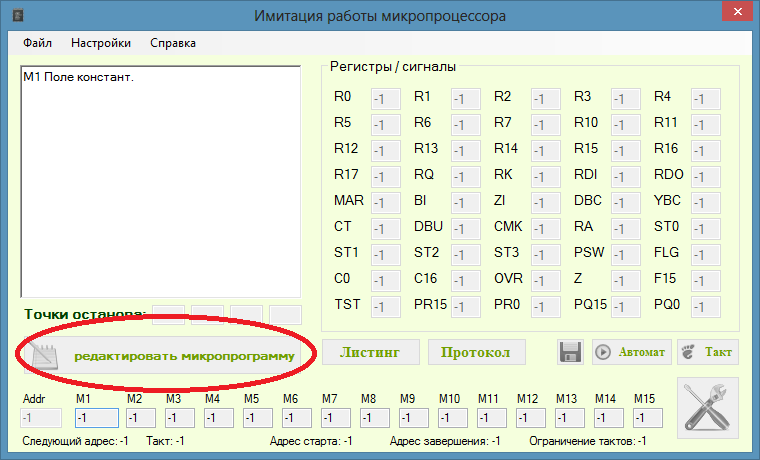 Имитация работы микропроцессора
Файл Настройки Справка
М1 Поле констант.
Регистры / сигналы
R0 -1 R1 -1 R2 -1 R3 -1 R4 -1
R5 -1 R6 -1 R7 -1 R10 -1 R11 -1
R12 -1 R13 -1 R14 -1 R15 -1 R16 -1
R17 -1 RQ -1 RK -1 RDI -1 RDO -1
MAR -1 BI -1 ZI -1 DBC -1 YBC -1
CT -1 DBU -1 CMK -1 RA -1 ST0 -1
ST1 -1 ST2 -1 ST3 -1 PSW -1 FLG -1
C0 -1 C16 -1 OVR -1 Z -1 F15 -1
TST -1 PR15 -1 PR0 -1 PQ15 -1 PQ0 -1
Точки останова:
редактировать микропрограмму Листинг Протокол Автомат Такт
Addr M1 M2 M3 M4 M5 M6 M7 M8 M9 M10 M11 M12 M13 M14 M15
-1 -1 -1 -1 -1 -1 -1 -1 -1 -1 -1 -1 -1 -1 -1 -1
Следующий адрес: -1 Такт: -1 Адрес старта: -1 Адрес завершения: -1 Ограничение тактов: -1